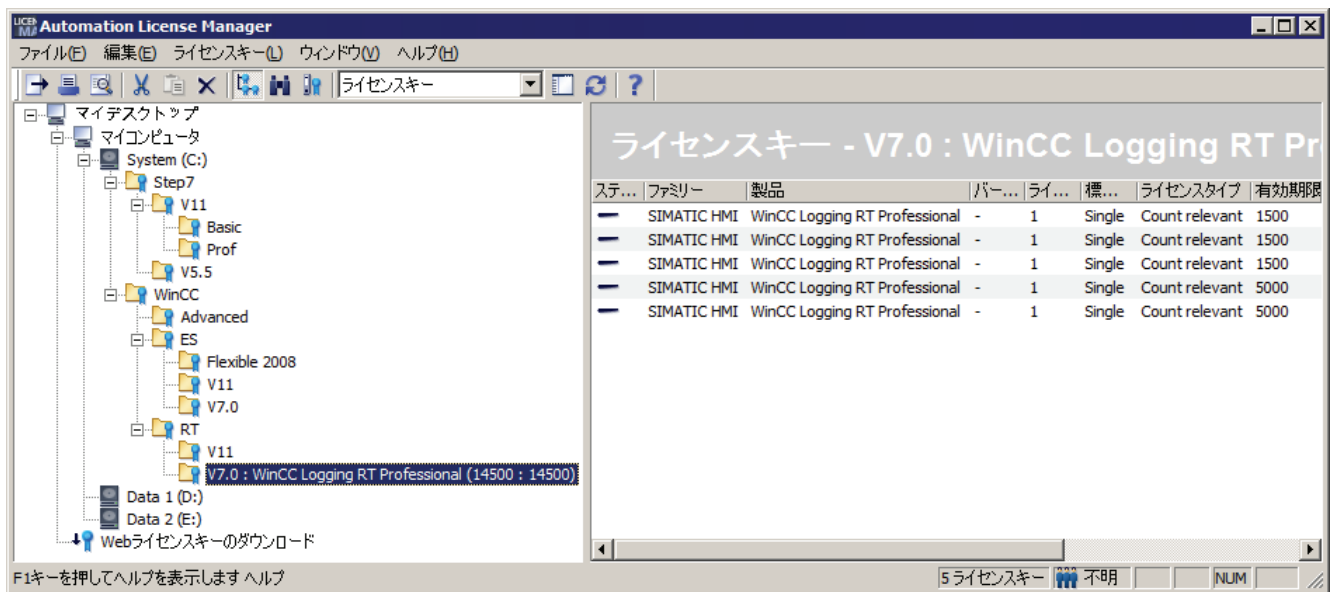 Automation License Manager
ファイル(F) 編集(E) ライセンスキー(L) ウィンドウ(V) ヘルプ(H)
ライセンスキー
マイデスクトップ
マイコンピュータ
System (C:)
Step7
V11
Basic
Prof
V5.5
WinCC
Advanced
ES
Flexible 2008
V11
V7.0
RT
V11
V7.0 : WinCC Logging RT Professional (14500 : 14500)
Data 1 (D:)
Data 2 (E:)
Webライセンスキーのダウンロード
ライセンスキー - V7.0 : WinCC Logging RT Pr
ステ... ファミリー 製品 バー... ライ... 標... ライセンスタイプ 有効期限
SIMATIC HMI WinCC Logging RT Professional - 1 Single Count relevant 1500
SIMATIC HMI WinCC Logging RT Professional - 1 Single Count relevant 1500
SIMATIC HMI WinCC Logging RT Professional - 1 Single Count relevant 1500
SIMATIC HMI WinCC Logging RT Professional - 1 Single Count relevant 5000
SIMATIC HMI WinCC Logging RT Professional - 1 Single Count relevant 5000
F1キーを押してヘルプを表示します ヘルプ 5 ライセンスキー 不明 NUM